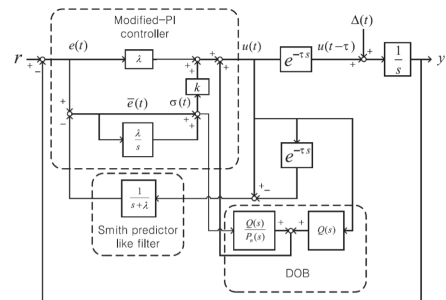 Modified-PI
controller
Δ(t)
r
+
−
e(t)
λ
+
+
+
+
u(t)
e^{-τs}
u(t-τ)
+
+
1/s
y
k
+
−
ē(t)
σ(t)
+
+
λ/s
e^{-τs}
+
−
1/(s+λ)
Smith predictor
like filter
Q(s)/P_n(s)
+
+
Q(s)
DOB